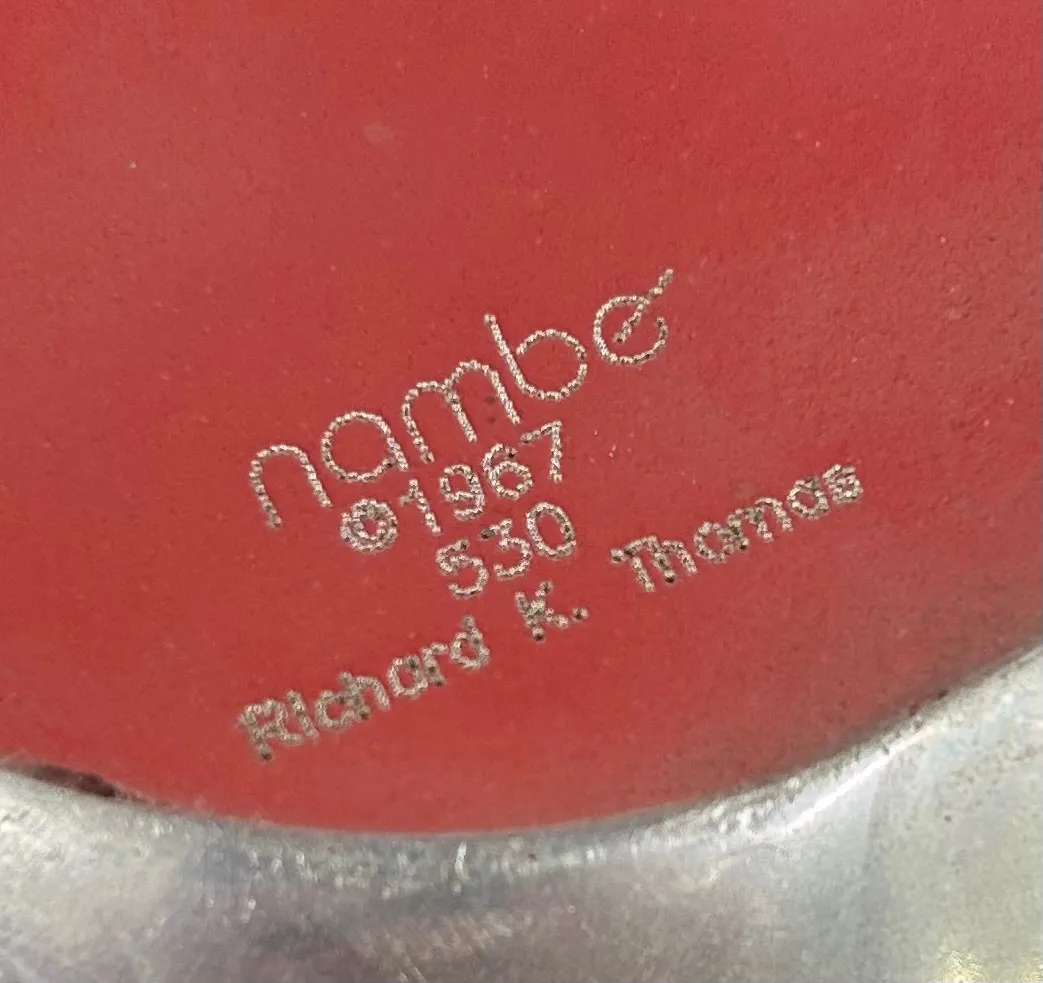 nambé
©1967
530
Richard K. Thomas